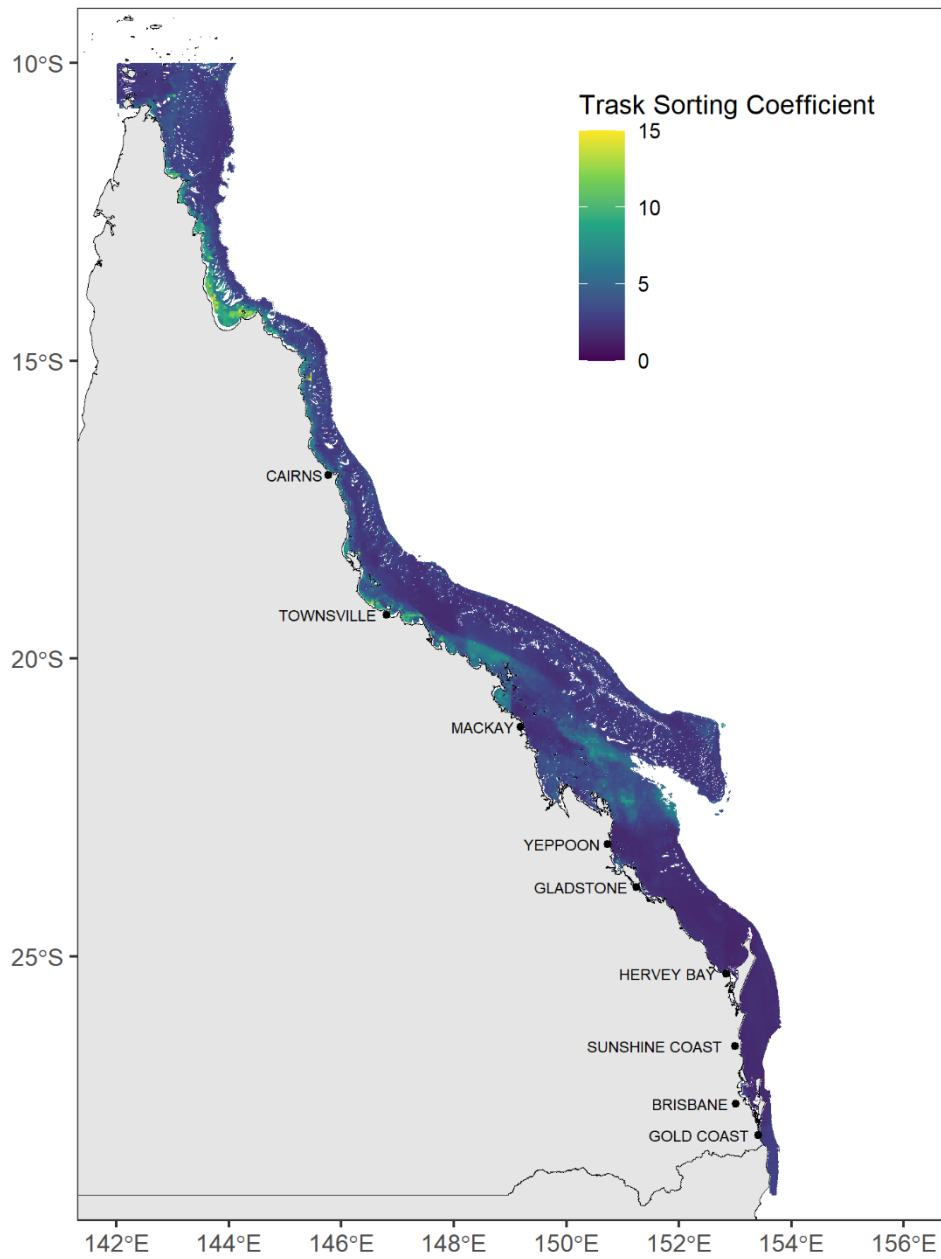 10°S
Trask Sorting Coefficient
15
10
5
0
15°S
CAIRNS
TOWNSVILLE
20°S
MACKAY
YEPPOON
GLADSTONE
25°S
HERVEY BAY
SUNSHINE COAST
BRISBANE
GOLD COAST
142°E 144°E 146°E 148°E 150°E 152°E 154°E 156°E